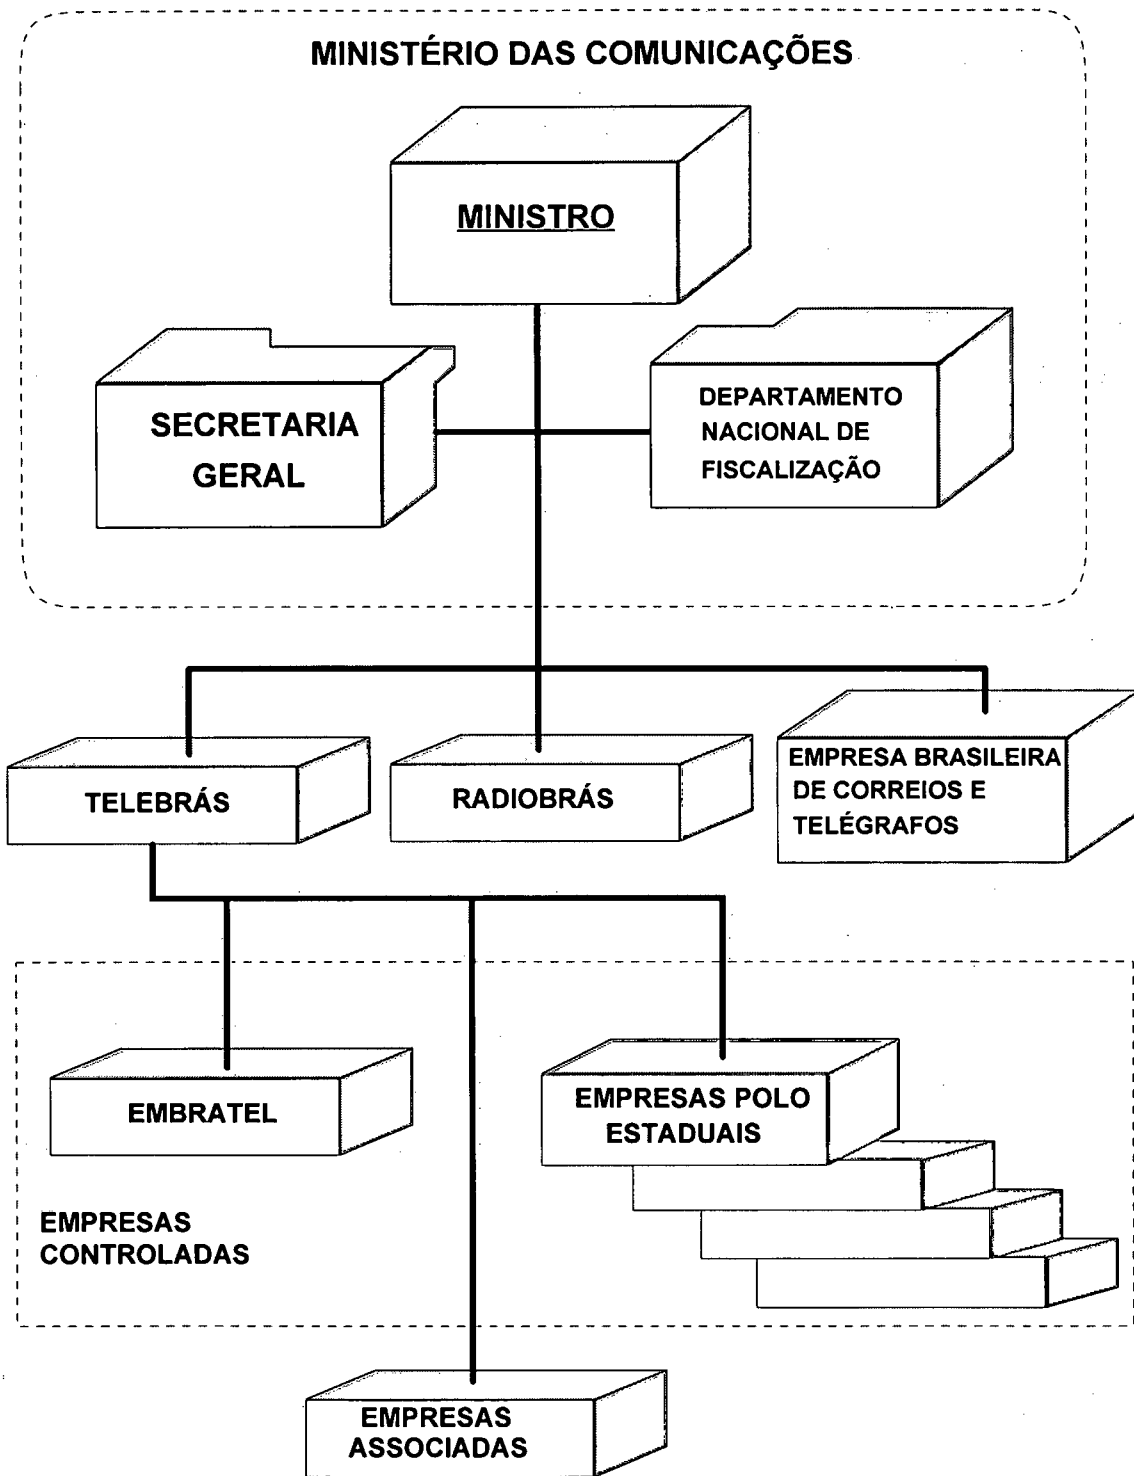 MINISTÉRIO DAS COMUNICAÇÕES
MINISTRO
SECRETARIA
GERAL
DEPARTAMENTO
NACIONAL DE
FISCALIZAÇÃO
TELEBRÁS
RADIOBRÁS
EMPRESA BRASILEIRA
DE CORREIOS E
TELÉGRAFOS
EMBRATEL
EMPRESAS POLO
ESTADUAIS
EMPRESAS
CONTROLADAS
EMPRESAS
ASSOCIADAS